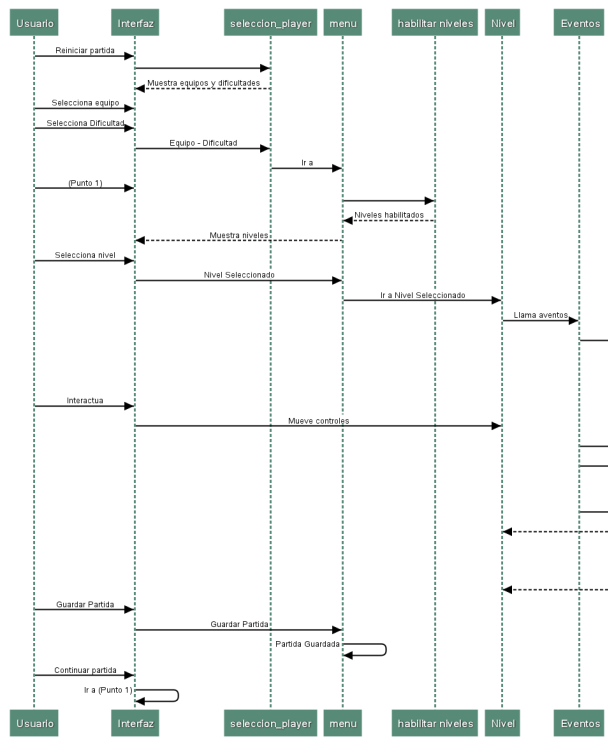 Usuario Interfaz seleccion_player menu habilitar niveles Nivel Eventos
Reiniciar partida
Muestra equipos y dificultades
Selecciona equipo
Selecciona Dificultad
Equipo - Dificultad
Ir a
(Punto 1)
Niveles habilitados
Muestra niveles
Selecciona nivel
Nivel Seleccionado
Ir a Nivel Seleccionado
Llama aventos
Interactua
Mueve controles
Guardar Partida
Guardar Partida
Partida Guardada
Continuar partida
Ir a (Punto 1)
Usuario Interfaz seleccion_player menu habilitar niveles Nivel Eventos